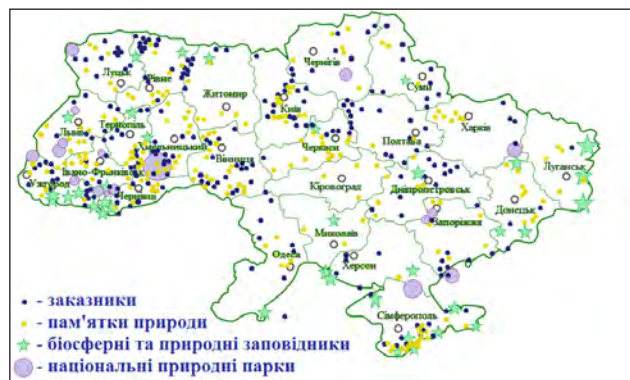 Чернігів
Луцьк
Рівне
Суми
Житомир
Київ
Львів
Тернопіль
Хмельницький
Харків
Полтава
Черкаси
Вінниця
Луганськ
Івано-Франківськ
Ужгород
Чернівці
Кіровоград
Дніпропетровськ
Донецьк
Запоріжжя
Миколаїв
Одеса
Херсон
Сімферополь
- заказники
- пам'ятки природи
- біосферні та природні заповідники
- національні природні парки